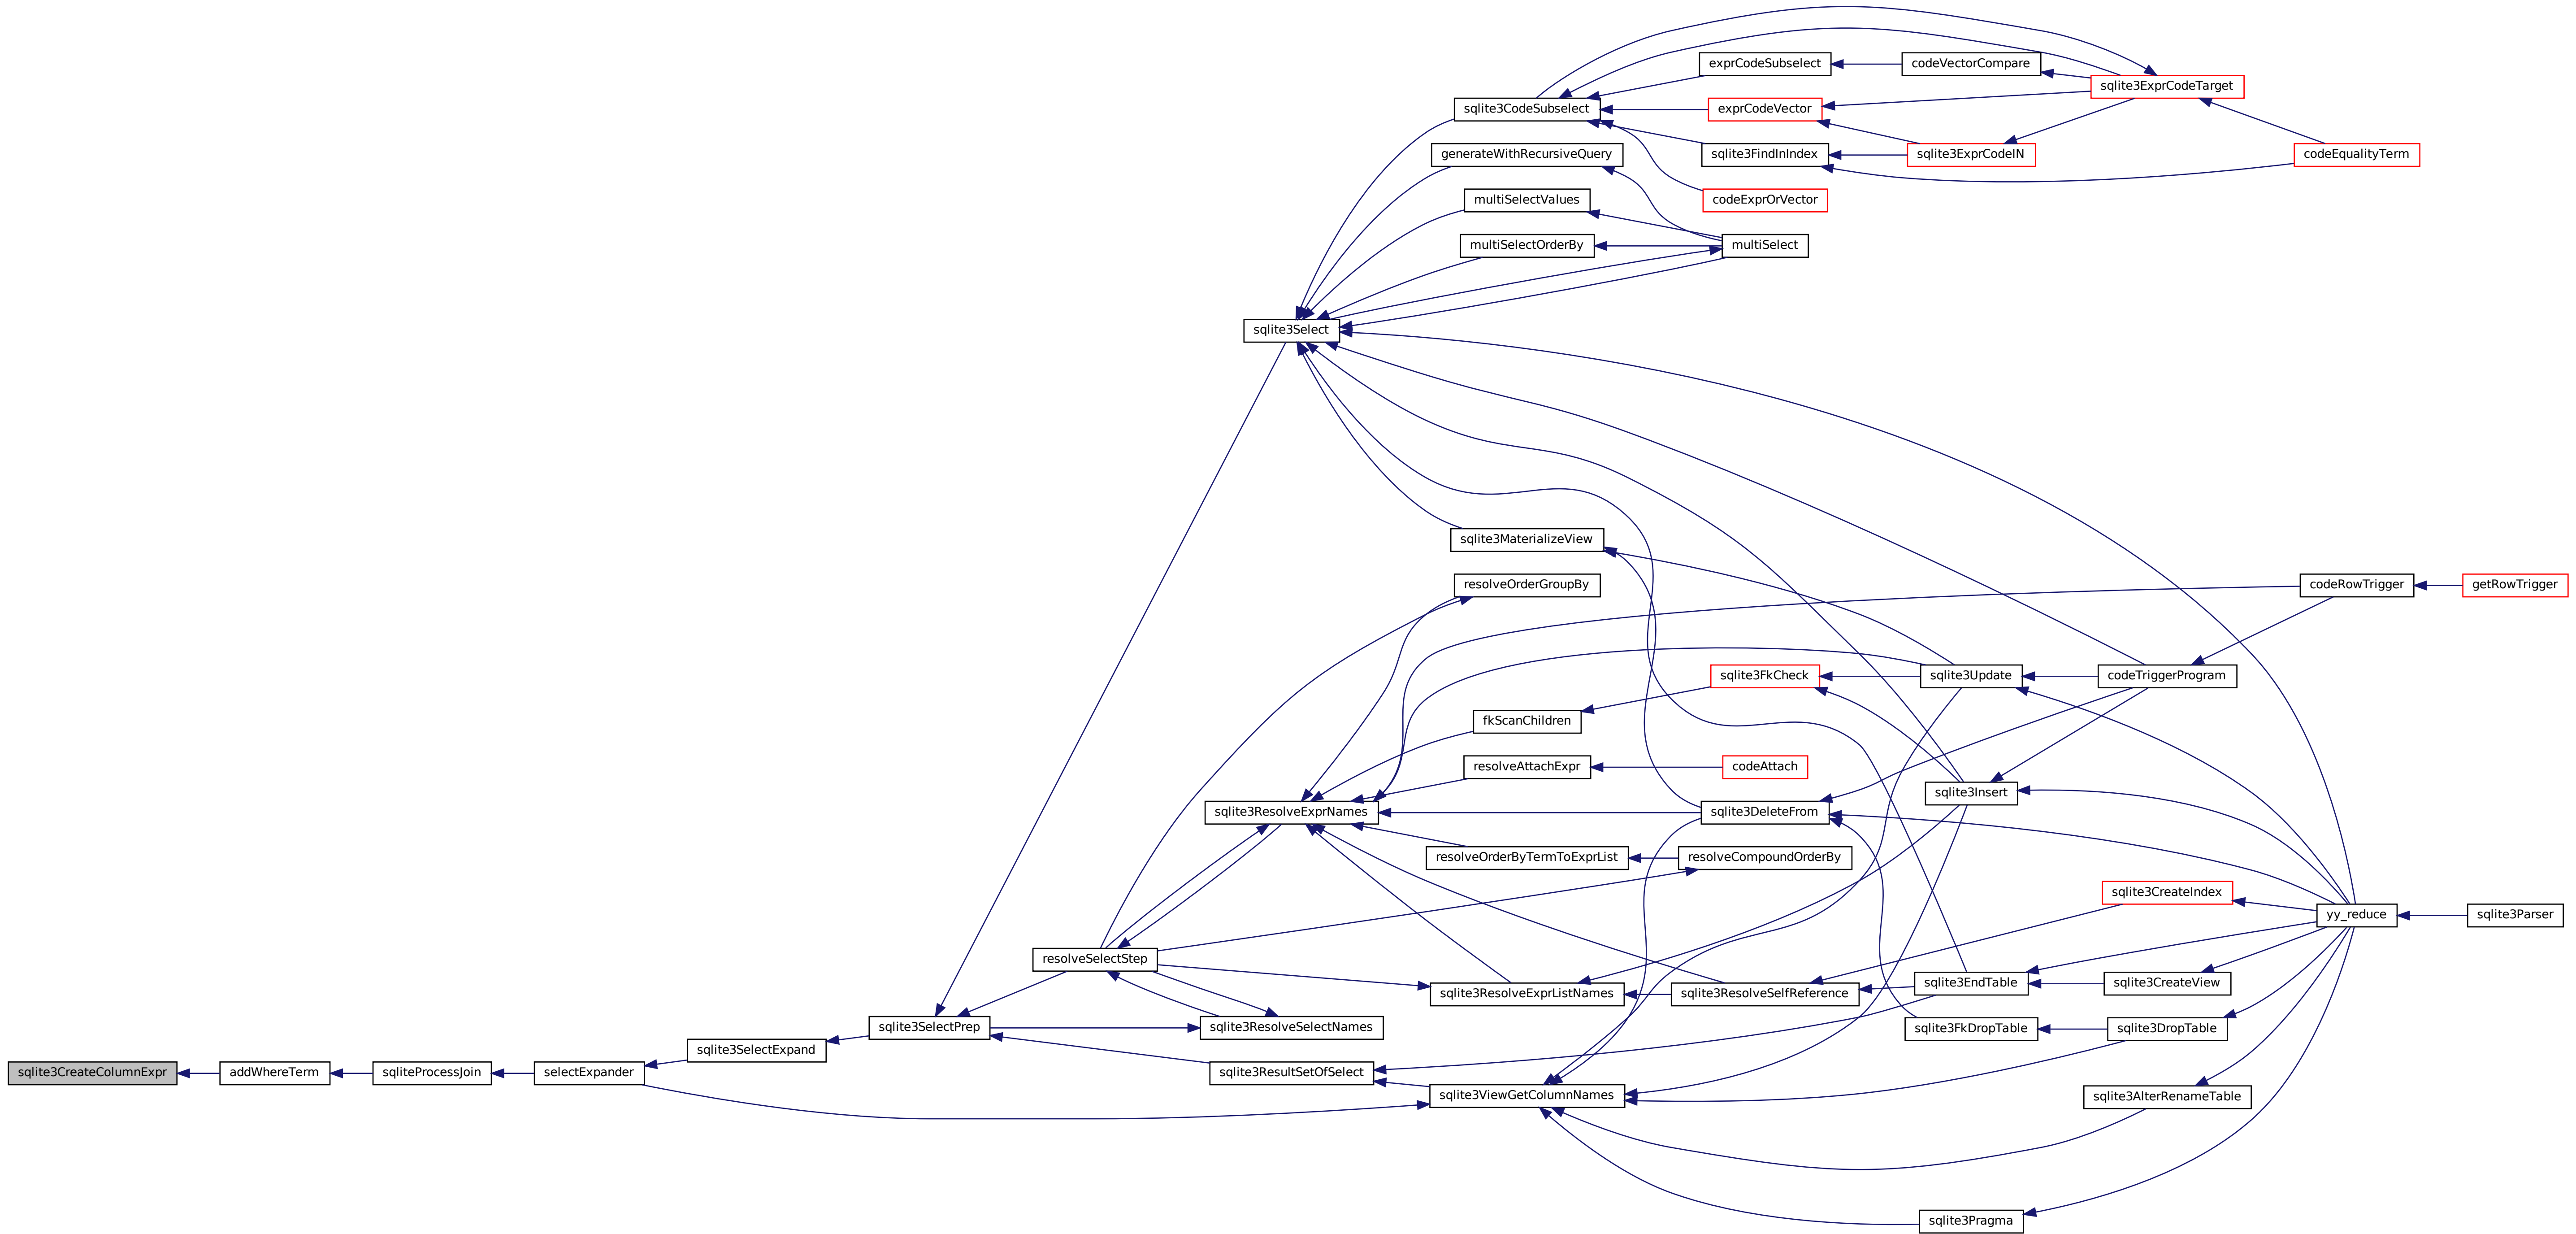 exprCodeSubselect
codeVectorCompare
sqlite3ExprCodeTarget
sqlite3CodeSubselect
exprCodeVector
generateWithRecursiveQuery
sqlite3FindInIndex
sqlite3ExprCodeIN
codeEqualityTerm
multiSelectValues
codeExprOrVector
multiSelectOrderBy
multiSelect
sqlite3Select
sqlite3MaterializeView
resolveOrderGroupBy
codeRowTrigger
getRowTrigger
sqlite3FkCheck
sqlite3Update
codeTriggerProgram
fkScanChildren
resolveAttachExpr
codeAttach
sqlite3Insert
sqlite3ResolveExprNames
sqlite3DeleteFrom
resolveOrderByTermToExprList
resolveCompoundOrderBy
sqlite3CreateIndex
yy_reduce
sqlite3Parser
resolveSelectStep
sqlite3ResolveExprListNames
sqlite3ResolveSelfReference
sqlite3EndTable
sqlite3CreateView
sqlite3SelectPrep
sqlite3ResolveSelectNames
sqlite3FkDropTable
sqlite3DropTable
sqlite3SelectExpand
sqlite3CreateColumnExpr
addWhereTerm
sqliteProcessJoin
selectExpander
sqlite3ResultSetOfSelect
sqlite3ViewGetColumnNames
sqlite3AlterRenameTable
sqlite3Pragma